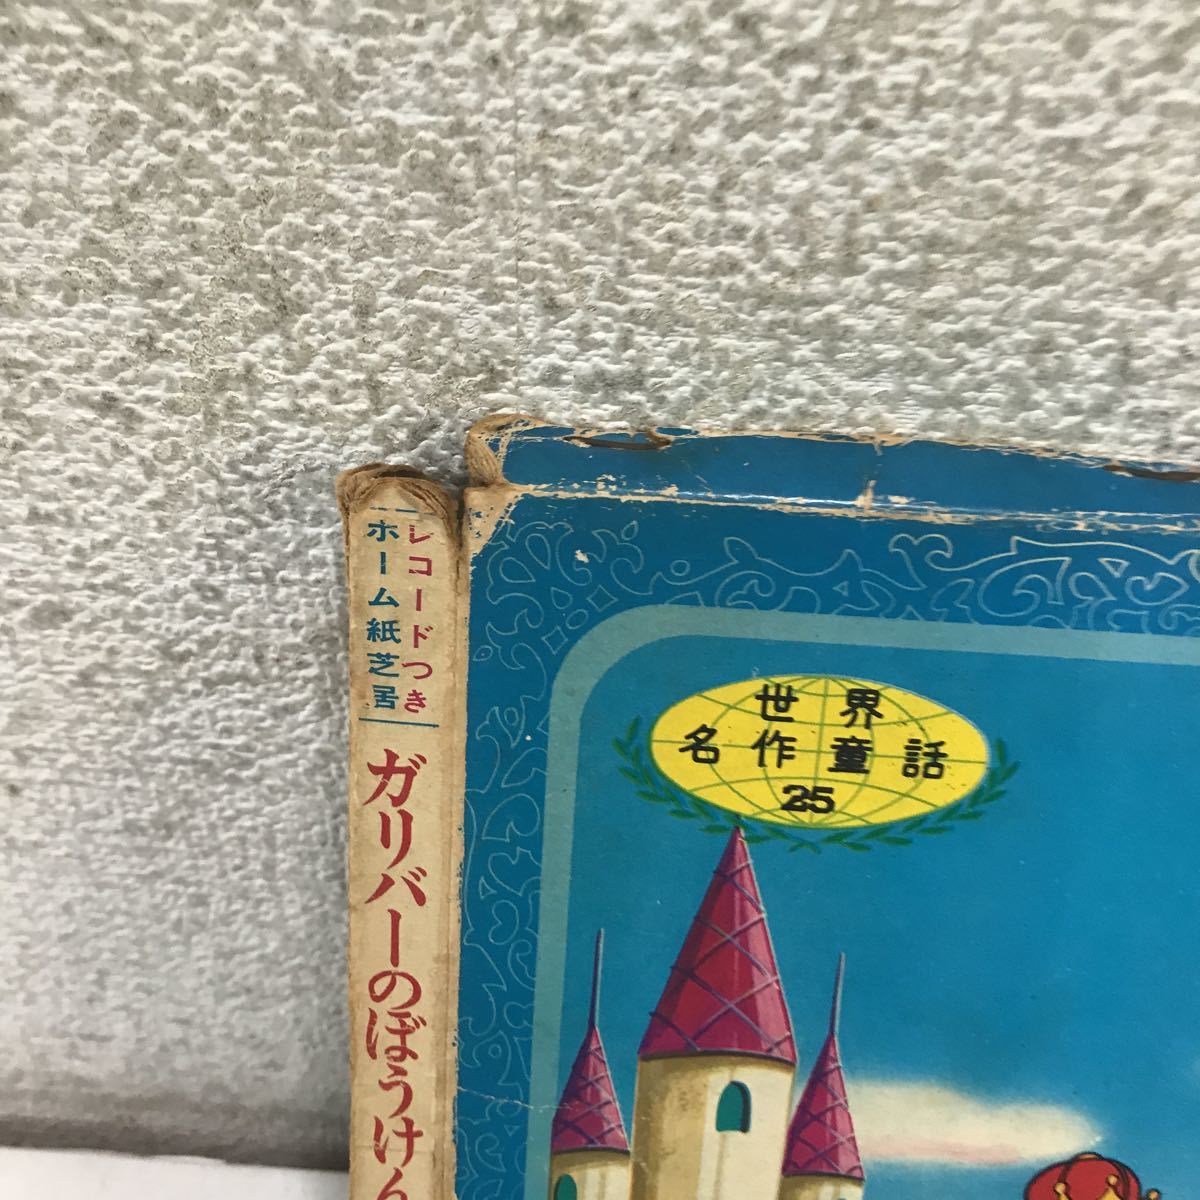 レコードつき
ホーム紙芝居
ガリバーのぼうけん
世界
名作童話
25